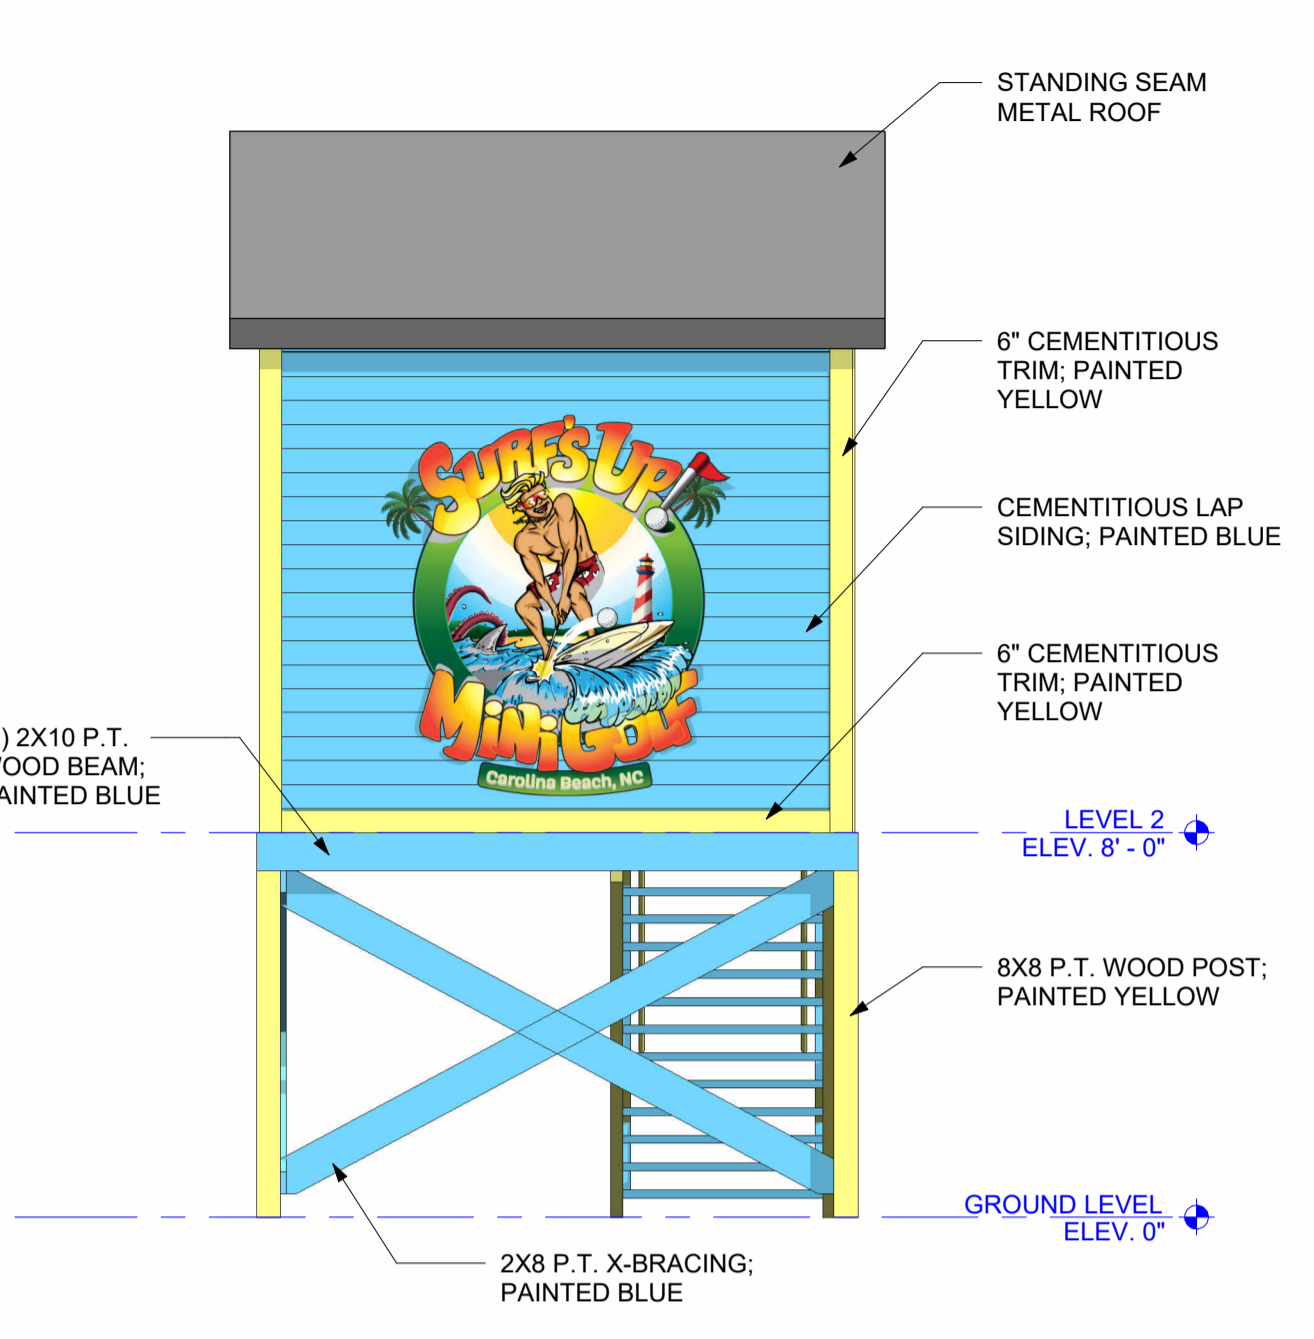 STANDING SEAM
METAL ROOF
6" CEMENTITIOUS
TRIM; PAINTED
YELLOW
SURF'S UP
CEMENTITIOUS LAP
SIDING; PAINTED BLUE
6" CEMENTITIOUS
TRIM; PAINTED
YELLOW
MINI GOLF
Carolina Beach, NC
) 2X10 P.T.
OOD BEAM;
AINTED BLUE
LEVEL 2
ELEV. 8' - 0"
8X8 P.T. WOOD POST;
PAINTED YELLOW
GROUND LEVEL
ELEV. 0"
2X8 P.T. X-BRACING;
PAINTED BLUE